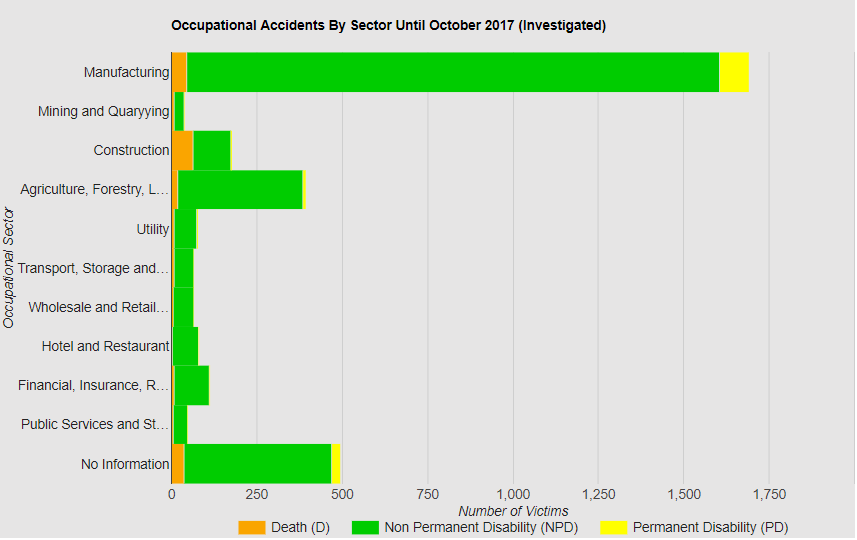 Occupational Accidents By Sector Until October 2017 (Investigated)
Occupational Sector
Manufacturing
Mining and Quaryying
Construction
Agriculture, Forestry, L...
Utility
Transport, Storage and...
Wholesale and Retail...
Hotel and Restaurant
Financial, Insurance, R...
Public Services and St...
No Information
0 250 500 750 1,000 1,250 1,500 1,750
Number of Victims
Death (D) Non Permanent Disability (NPD) Permanent Disability (PD)